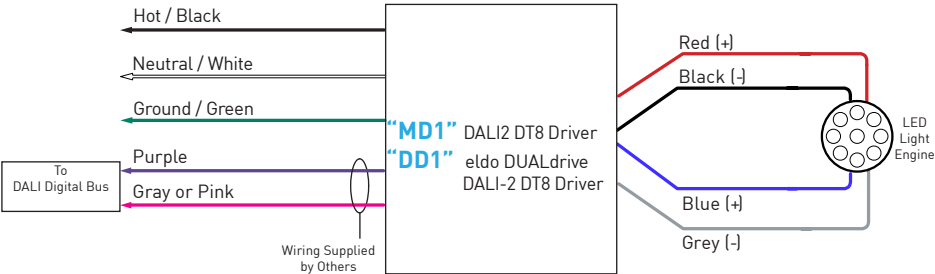 Hot / Black
Neutral / White
Ground / Green
Purple
Gray or Pink
To
DALI Digital Bus
Wiring Supplied
by Others
“MD1” DALI2 DT8 Driver
“DD1” eldo DUALdrive
DALI-2 DT8 Driver
Red (+)
Black (-)
Blue (+)
Grey (-)
LED
Light
Engine